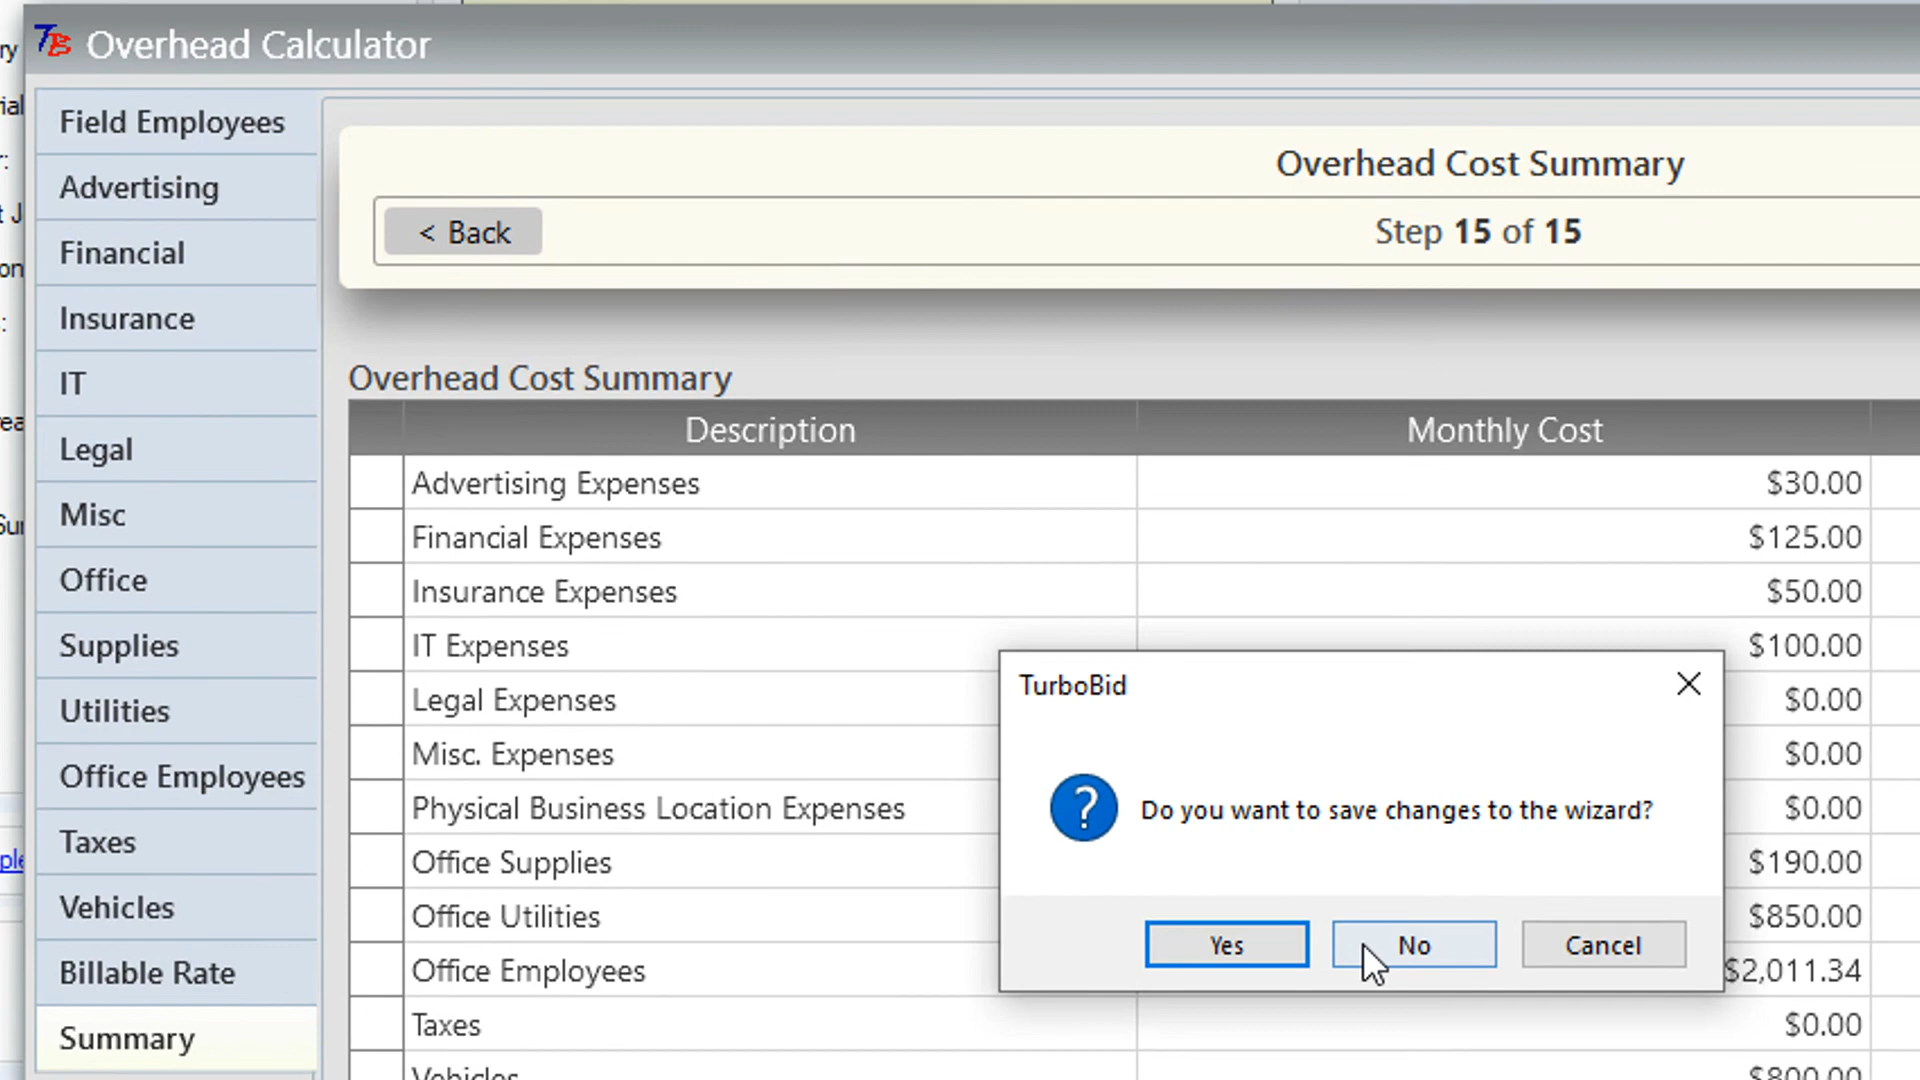 TB Overhead Calculator
Field Employees
Advertising
Financial
Insurance
IT
Legal
Misc
Office
Supplies
Utilities
Office Employees
Taxes
Vehicles
Billable Rate
Summary
Overhead Cost Summary
< Back
Step 15 of 15
Overhead Cost Summary
Description Monthly Cost
Advertising Expenses $30.00
Financial Expenses $125.00
Insurance Expenses $50.00
IT Expenses $100.00
Legal Expenses $0.00
Misc. Expenses $0.00
Physical Business Location Expenses $0.00
Office Supplies $190.00
Office Utilities $850.00
Office Employees $2,011.34
Taxes $0.00
Vehicles $800.00
TurboBid
Do you want to save changes to the wizard?
Yes No Cancel